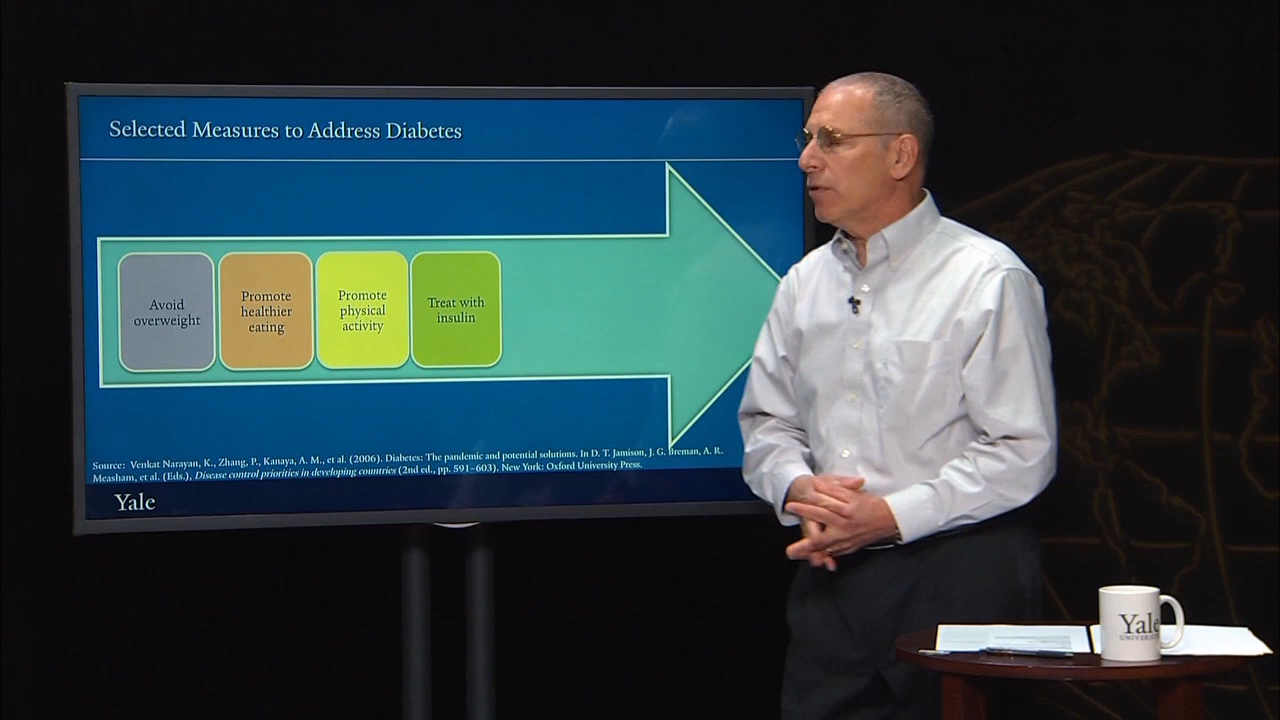 Selected Measures to Address Diabetes
Avoid
overweight
Promote
healthier
eating
Promote
physical
activity
Treat with
insulin
Source: Venkat Narayan, K., Zhang, P., Kanaya, A. M., et al. (2006). Diabetes: The pandemic and potential solutions. In D. T. Jamison, J. G. Breman, A. R.
Measham, et al. (Eds.), Disease control priorities in developing countries (2nd ed., pp. 591–603). New York: Oxford University Press.
Yale
Yale